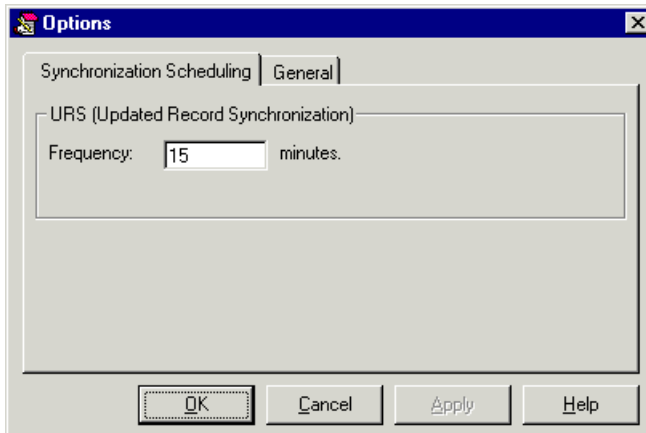 Options
Synchronization Scheduling General
URS (Updated Record Synchronization)
Frequency: 15 minutes.
OK Cancel Apply Help